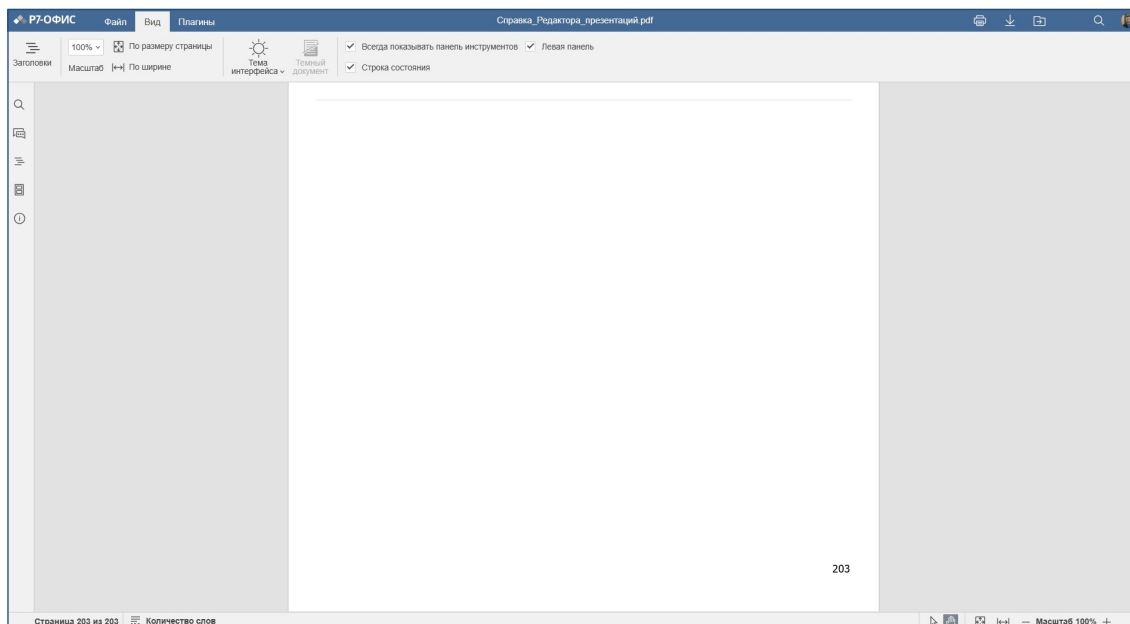 Р7-ОФИС Файл Вид Плагины Справка_Редактора_презентаций.pdf
100% По размеру страницы
Заголовки Масштаб По ширине
Тема интерфейса
Темный документ
Всегда показывать панель инструментов Левая панель
Строка состояния
203
Страница 203 из 203 Количество слов Масштаб 100%